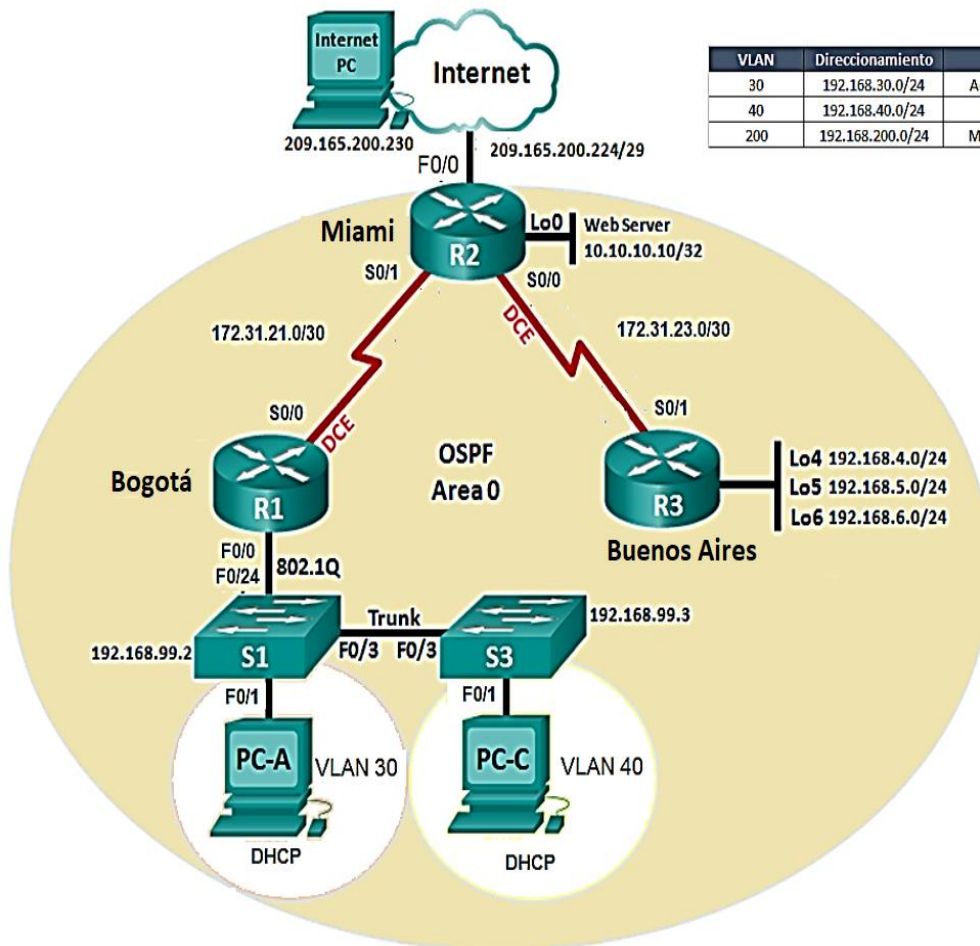 Internet
PC
Internet
VLAN Direccionamiento
30 192.168.30.0/24 A
40 192.168.40.0/24
200 192.168.200.0/24 M
209.165.200.230
209.165.200.224/29
F0/0
Miami
R2
Lo0
Web Server
10.10.10.10/32
S0/1
S0/0
DCE
172.31.21.0/30
172.31.23.0/30
S0/0
DCE
S0/1
OSPF
Area 0
Bogotá
R1
R3
Lo4 192.168.4.0/24
Lo5 192.168.5.0/24
Lo6 192.168.6.0/24
Buenos Aires
F0/0
802.1Q
F0/24
Trunk
192.168.99.3
192.168.99.2
S1
F0/3
F0/3
S3
F0/1
F0/1
PC-A
VLAN 30
PC-C
VLAN 40
DHCP
DHCP